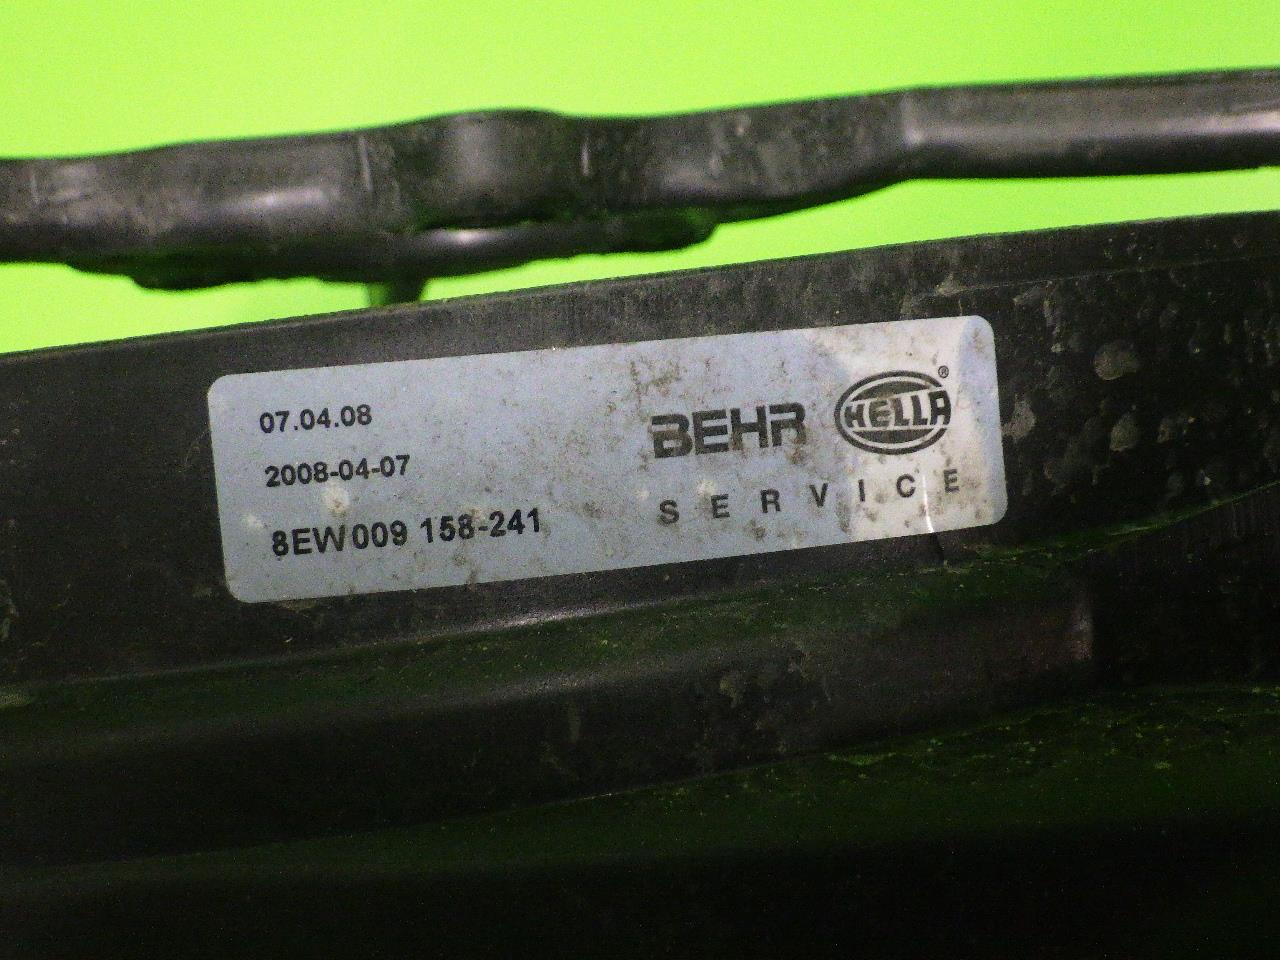 07.04.08
2008-04-07
8EW009 158-241
BEHR HELLA®
SERVICE